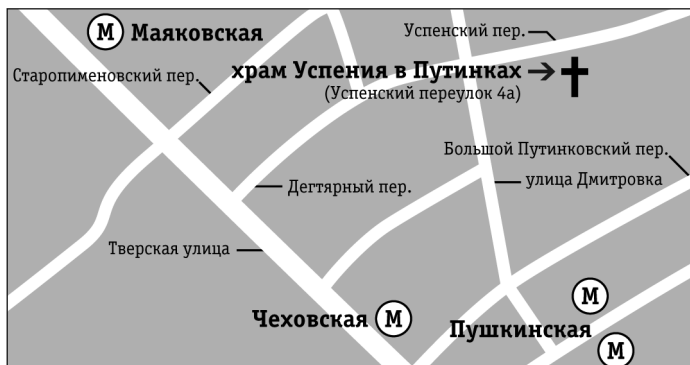 М Маяковская
Успенский пер.
Старопименовский пер.
храм Успения в Путинках
(Успенский переулок 4а)
Большой Путинковский пер.
Дегтярный пер.
улица Дмитровка
Тверская улица
Чеховская М
М
Пушкинская
М